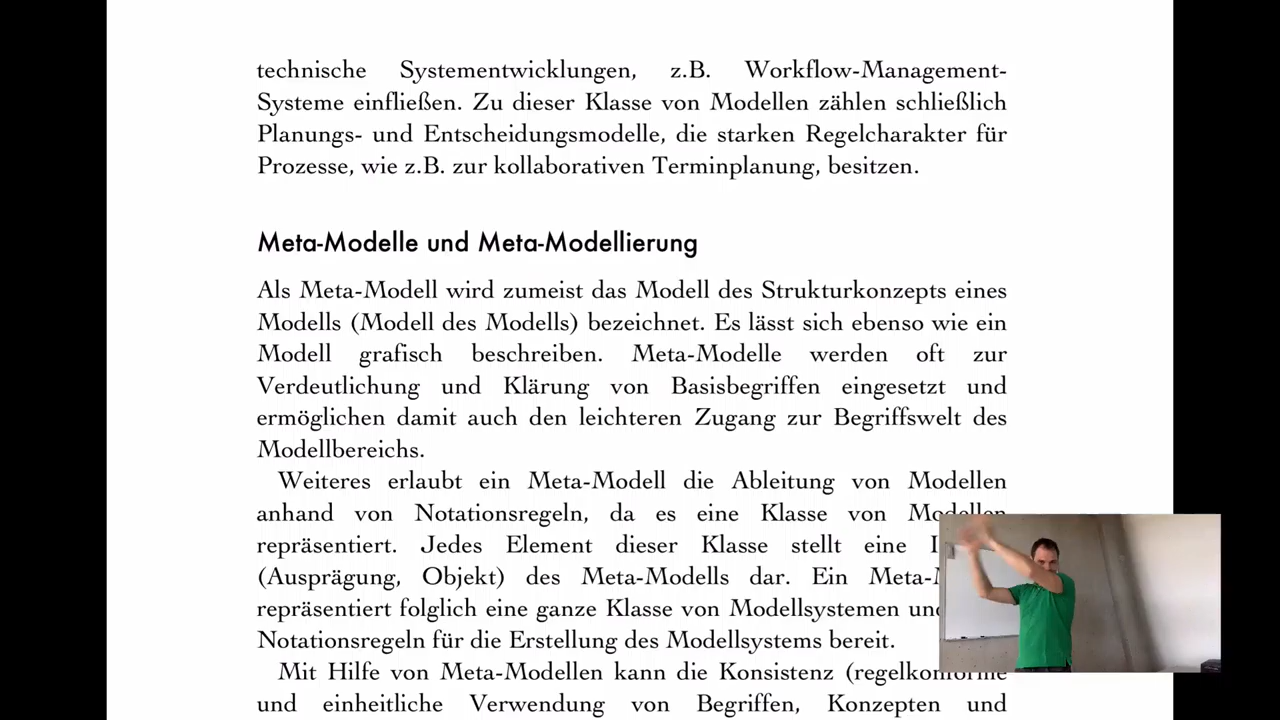 technische Systementwicklungen, z.B. Workflow-Management-
Systeme einfließen. Zu dieser Klasse von Modellen zählen schließlich
Planungs- und Entscheidungsmodelle, die starken Regelcharakter für
Prozesse, wie z.B. zur kollaborativen Terminplanung, besitzen.
Meta-Modelle und Meta-Modellierung
Als Meta-Modell wird zumeist das Modell des Strukturkonzepts eines
Modells (Modell des Modells) bezeichnet. Es lässt sich ebenso wie ein
Modell grafisch beschreiben. Meta-Modelle werden oft zur
Verdeutlichung und Klärung von Basisbegriffen eingesetzt und
ermöglichen damit auch den leichteren Zugang zur Begriffswelt des
Modellbereichs.
Weiteres erlaubt ein Meta-Modell die Ableitung von Modellen
anhand von Notationsregeln, da es eine Klasse von Modellen
repräsentiert. Jedes Element dieser Klasse stellt eine
(Ausprägung, Objekt) des Meta-Modells dar. Ein
repräsentiert folglich eine ganze Klasse von Modellsystemen
Notationsregeln für die Erstellung des Modellsystems bereit.
Mit Hilfe von Meta-Modellen kann die Konsistenz (regelkonforme
und einheitliche Verwendung von Begriffen, Konzepten und